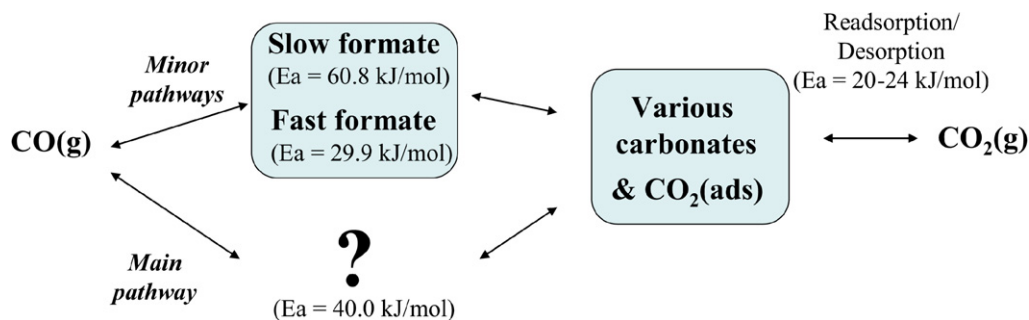 Minor
pathways
CO(g)
Main
pathway
Slow formate
(Ea = 60.8 kJ/mol)
Fast formate
(Ea = 29.9 kJ/mol)
?
(Ea = 40.0 kJ/mol)
Various
carbonates
& CO₂(ads)
Readsorption/
Desorption
(Ea = 20-24 kJ/mol)
CO₂(g)